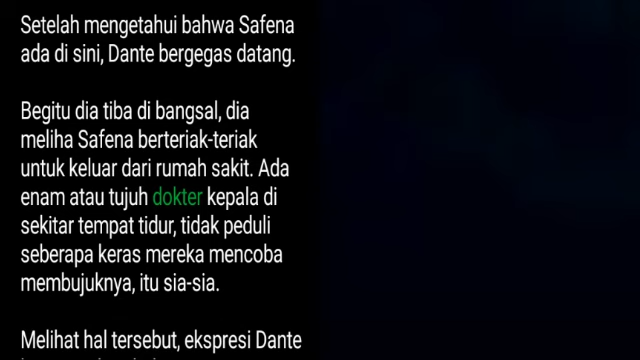 Setelah mengetahui bahwa Safena
ada di sini, Dante bergegas datang.
Begitu dia tiba di bangsal, dia
meliha Safena berteriak-teriak
untuk keluar dari rumah sakit. Ada
enam atau tujuh dokter kepala di
sekitar tempat tidur, tidak peduli
seberapa keras mereka mencoba
membujuknya, itu sia-sia.
Melihat hal tersebut, ekspresi Dante